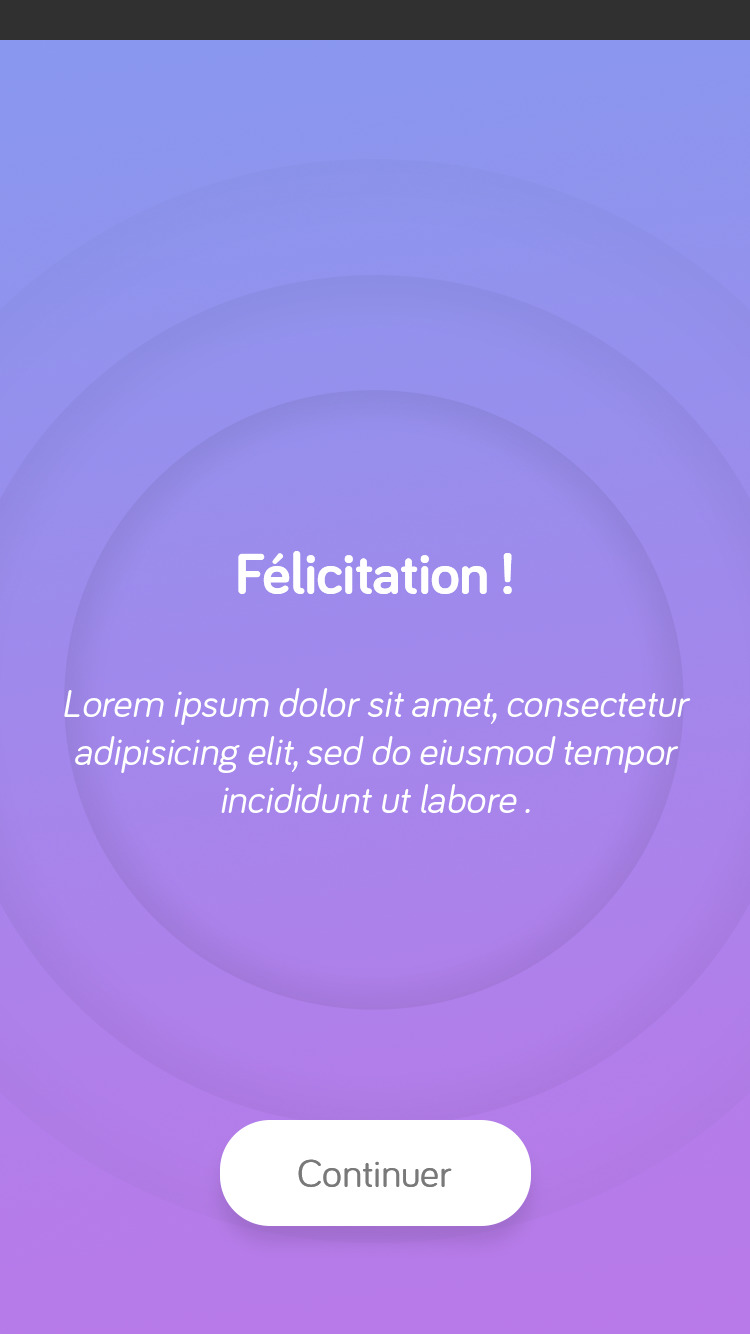 Félicitation !
Lorem ipsum dolor sit amet, consectetur
adipisicing elit, sed do eiusmod tempor
incididunt ut labore .
Continuer